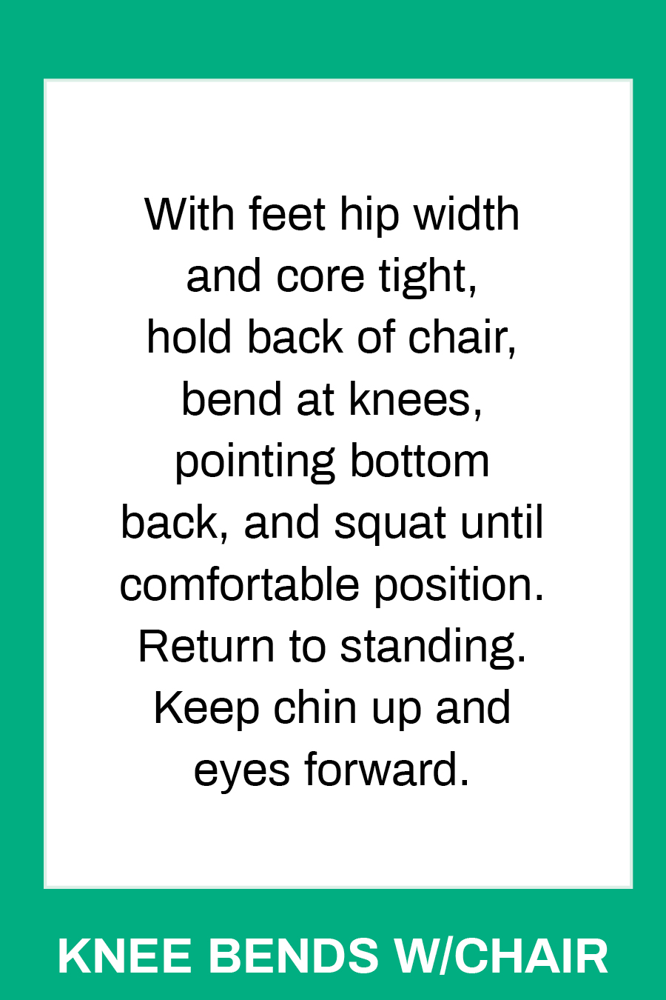 With feet hip width
and core tight,
hold back of chair,
bend at knees,
pointing bottom
back, and squat until
comfortable position.
Return to standing.
Keep chin up and
eyes forward.
KNEE BENDS W/CHAIR